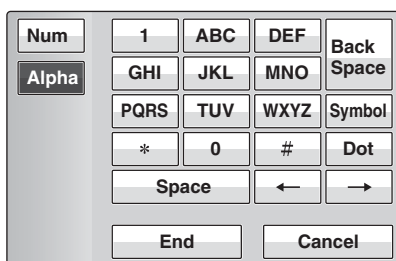 Num 1 ABC DEF Back Space
Alpha GHI JKL MNO
PQRS TUV WXYZ Symbol
* 0 # Dot
Space ← →
End Cancel